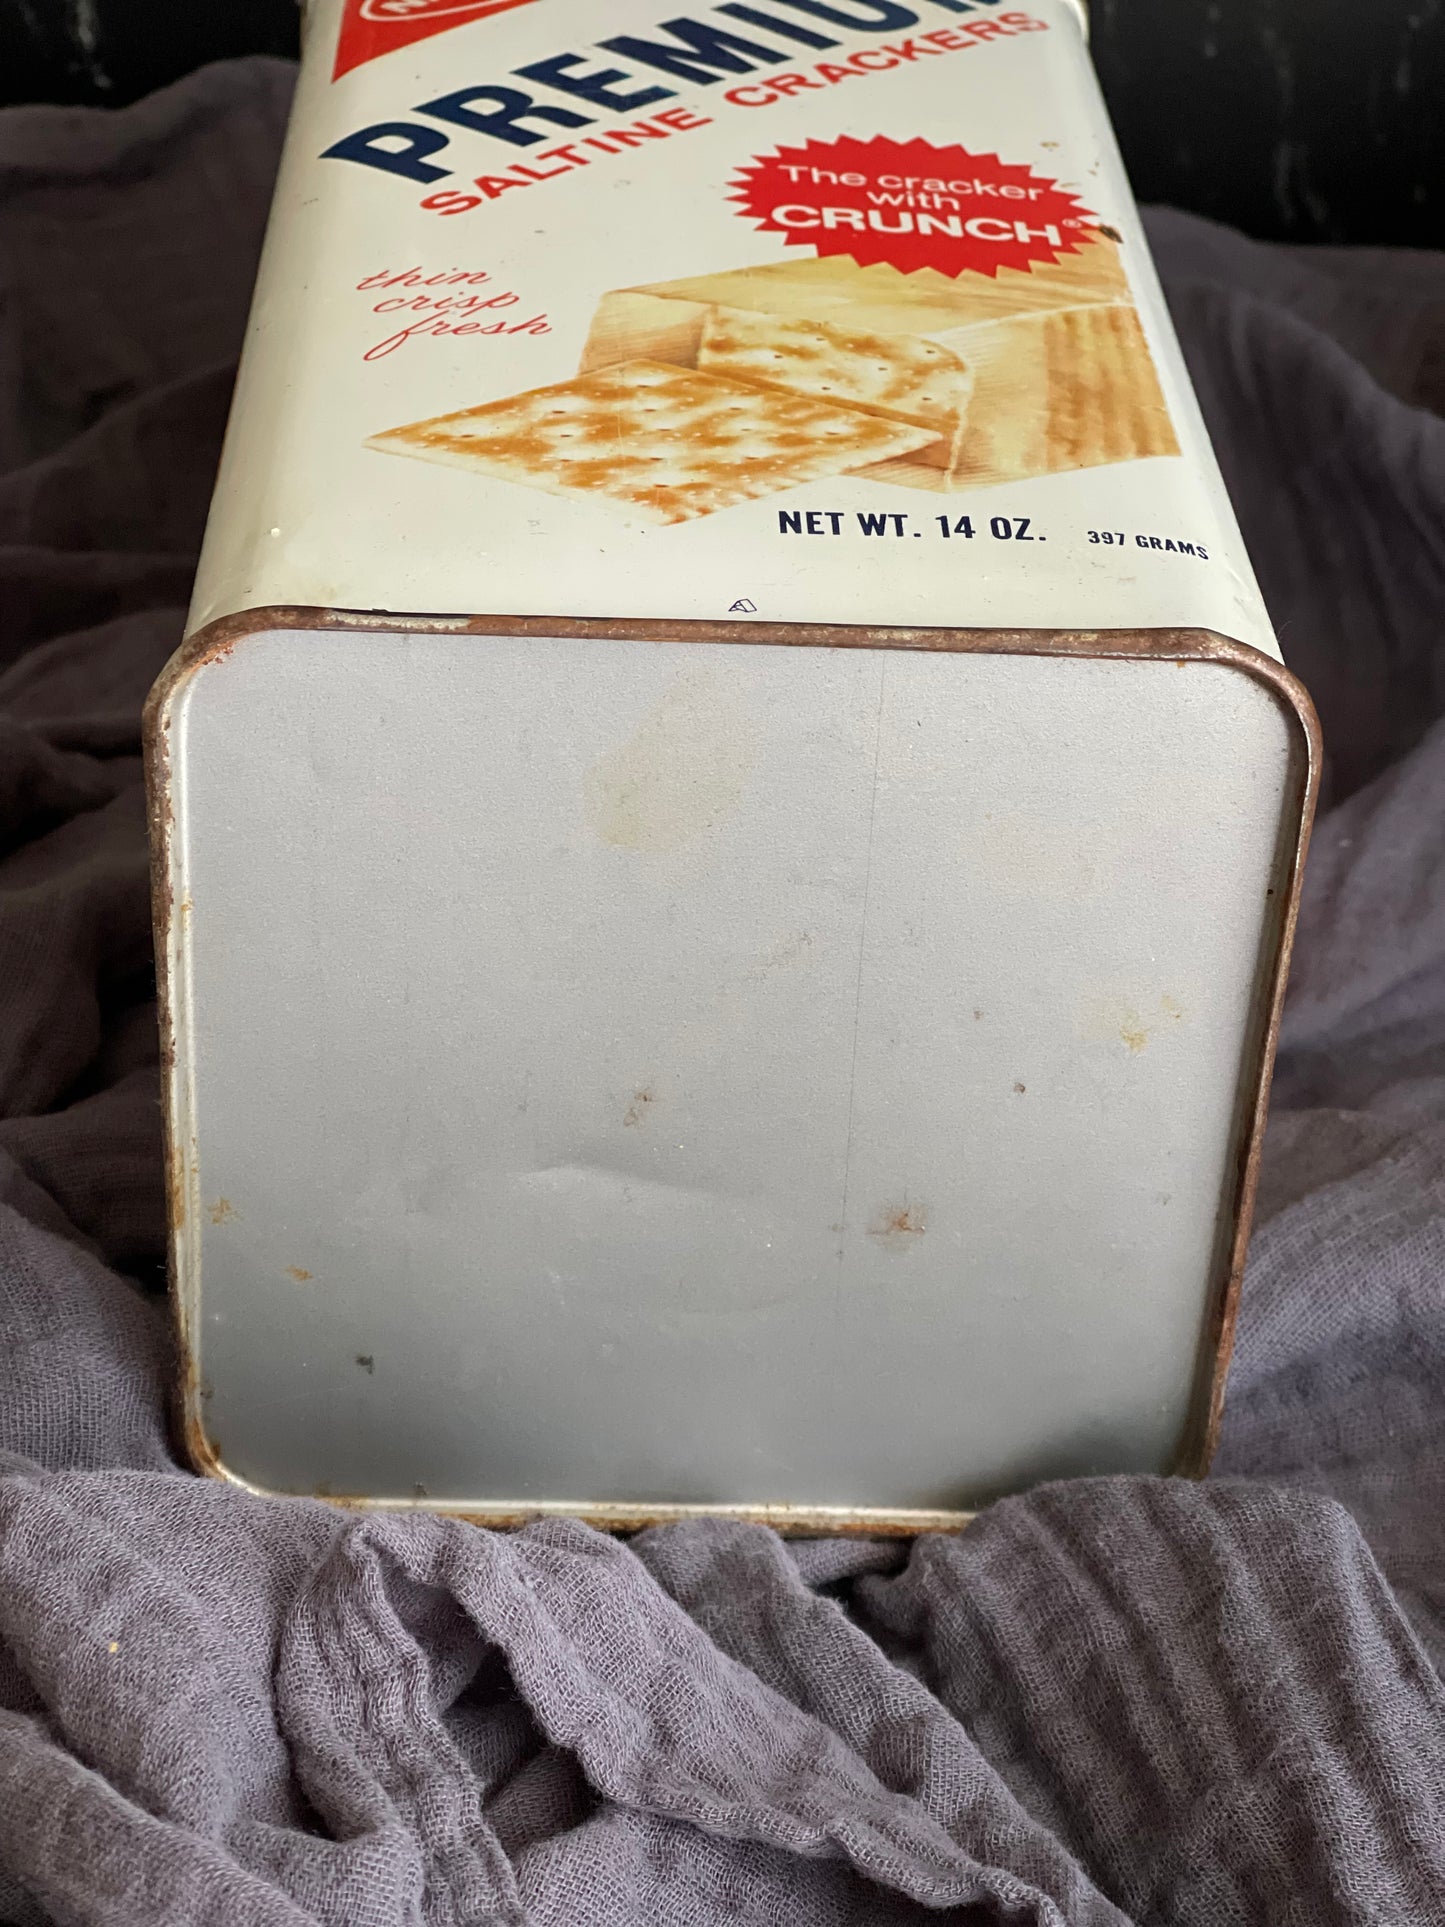 PREMIUM
SALTINE CRACKERS
The cracker
with
CRUNCH®
thin
crisp
fresh
NET WT. 14 OZ. 397 GRAMS